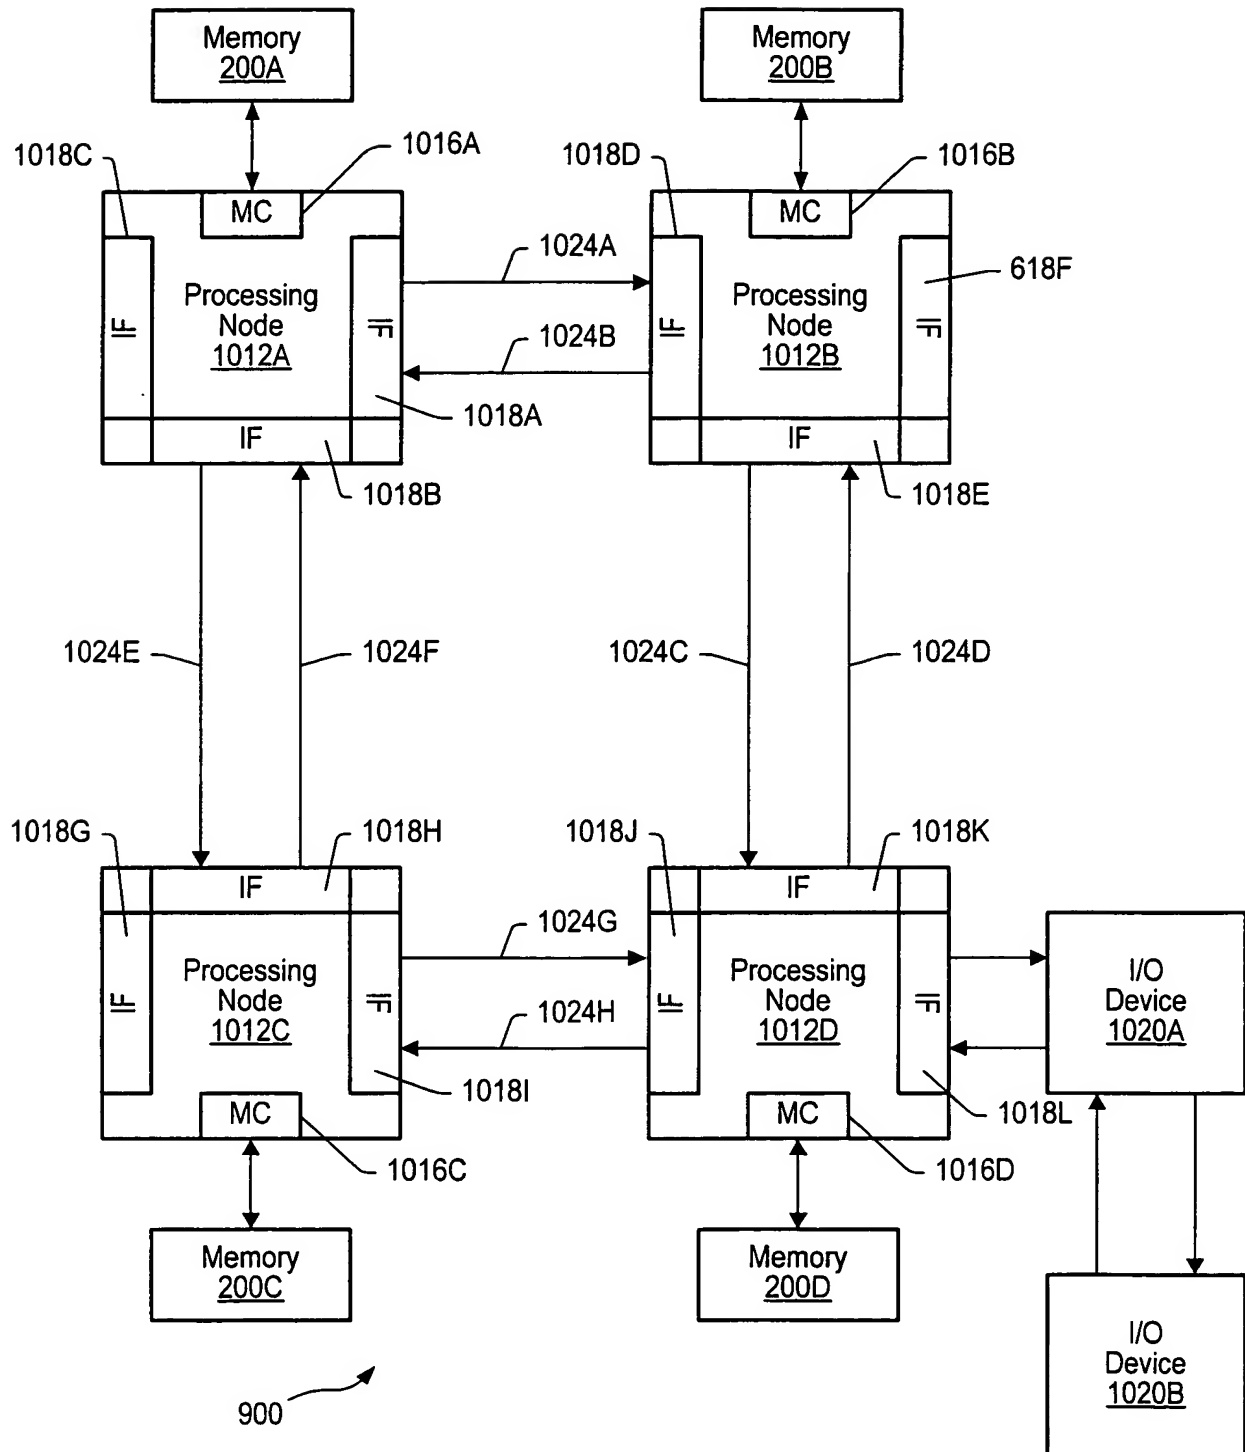 Memory
200A
Memory
200B
1018C
1016A
1018D
1016B
MC
MC
1024A
618F
IF
Processing
Node
1012A
IF
IF
Processing
Node
1012B
IF
1024B
1018A
IF
IF
1018B
1018E
1024E
1024F
1024C
1024D
1018G
1018H
1018J
1018K
IF
IF
1024G
IF
Processing
Node
1012C
IF
IF
Processing
Node
1012D
IF
I/O
Device
1020A
1024H
1018I
1018L
MC
MC
1016C
1016D
Memory
200C
Memory
200D
I/O
Device
1020B
900